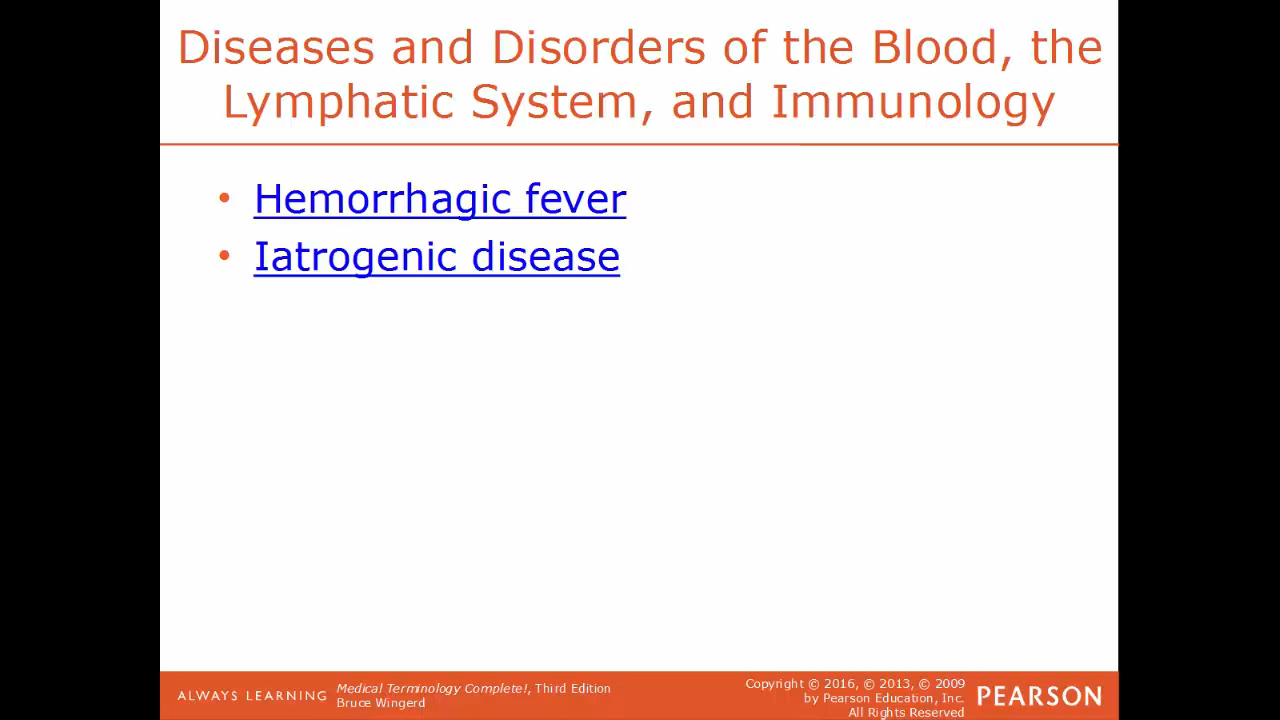 Diseases and Disorders of the Blood, the
Lymphatic System, and Immunology
• Hemorrhagic fever
• Iatrogenic disease
ALWAYS LEARNING
Medical Terminology Complete!, Third Edition
Bruce Wingerd
Copyright © 2016, © 2013, © 2009
by Pearson Education, Inc.
All Rights Reserved
PEARSON